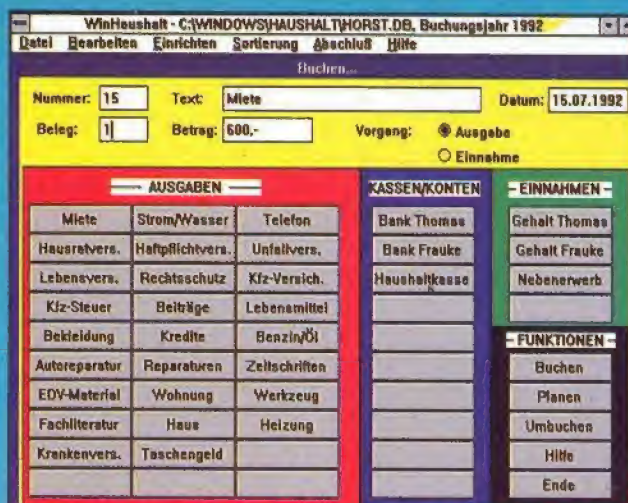 WinHaushalt - C:\WINDOWS\HAUSHALT\HORST.DB, Buchungsjahr 1992
Datei Bearbeiten Einrichten Sortierung Abschluß Hilfe
Buchen...
Nummer: 15 Text: Miete Datum: 15.07.1992
Beleg: 1 Betrag: 600,- Vorgang: Ausgabe
Einnahme
AUSGABEN KASSEN/KONTEN EINNAHMEN
Miete Strom/Wasser Telefon Bank Thomas Gehalt Thomas
Hausratvers. Haftpflichtvers. Unfallvers. Bank Frauke Gehalt Frauke
Lebensvers. Rechtsschutz Kfz-Versich. Haushaltkasse Nebenerwerb
Kfz-Steuer Beiträge Lebensmittel
Bekleidung Kredite Benzin/Öl FUNKTIONEN
Autoreparatur Reparaturen Zeitschriften Buchen
EDV-Material Wohnung Werkzeug Planen
Fachliteratur Haus Heizung Umbuchen
Krankenvers. Taschengeld Hilfe
Ende